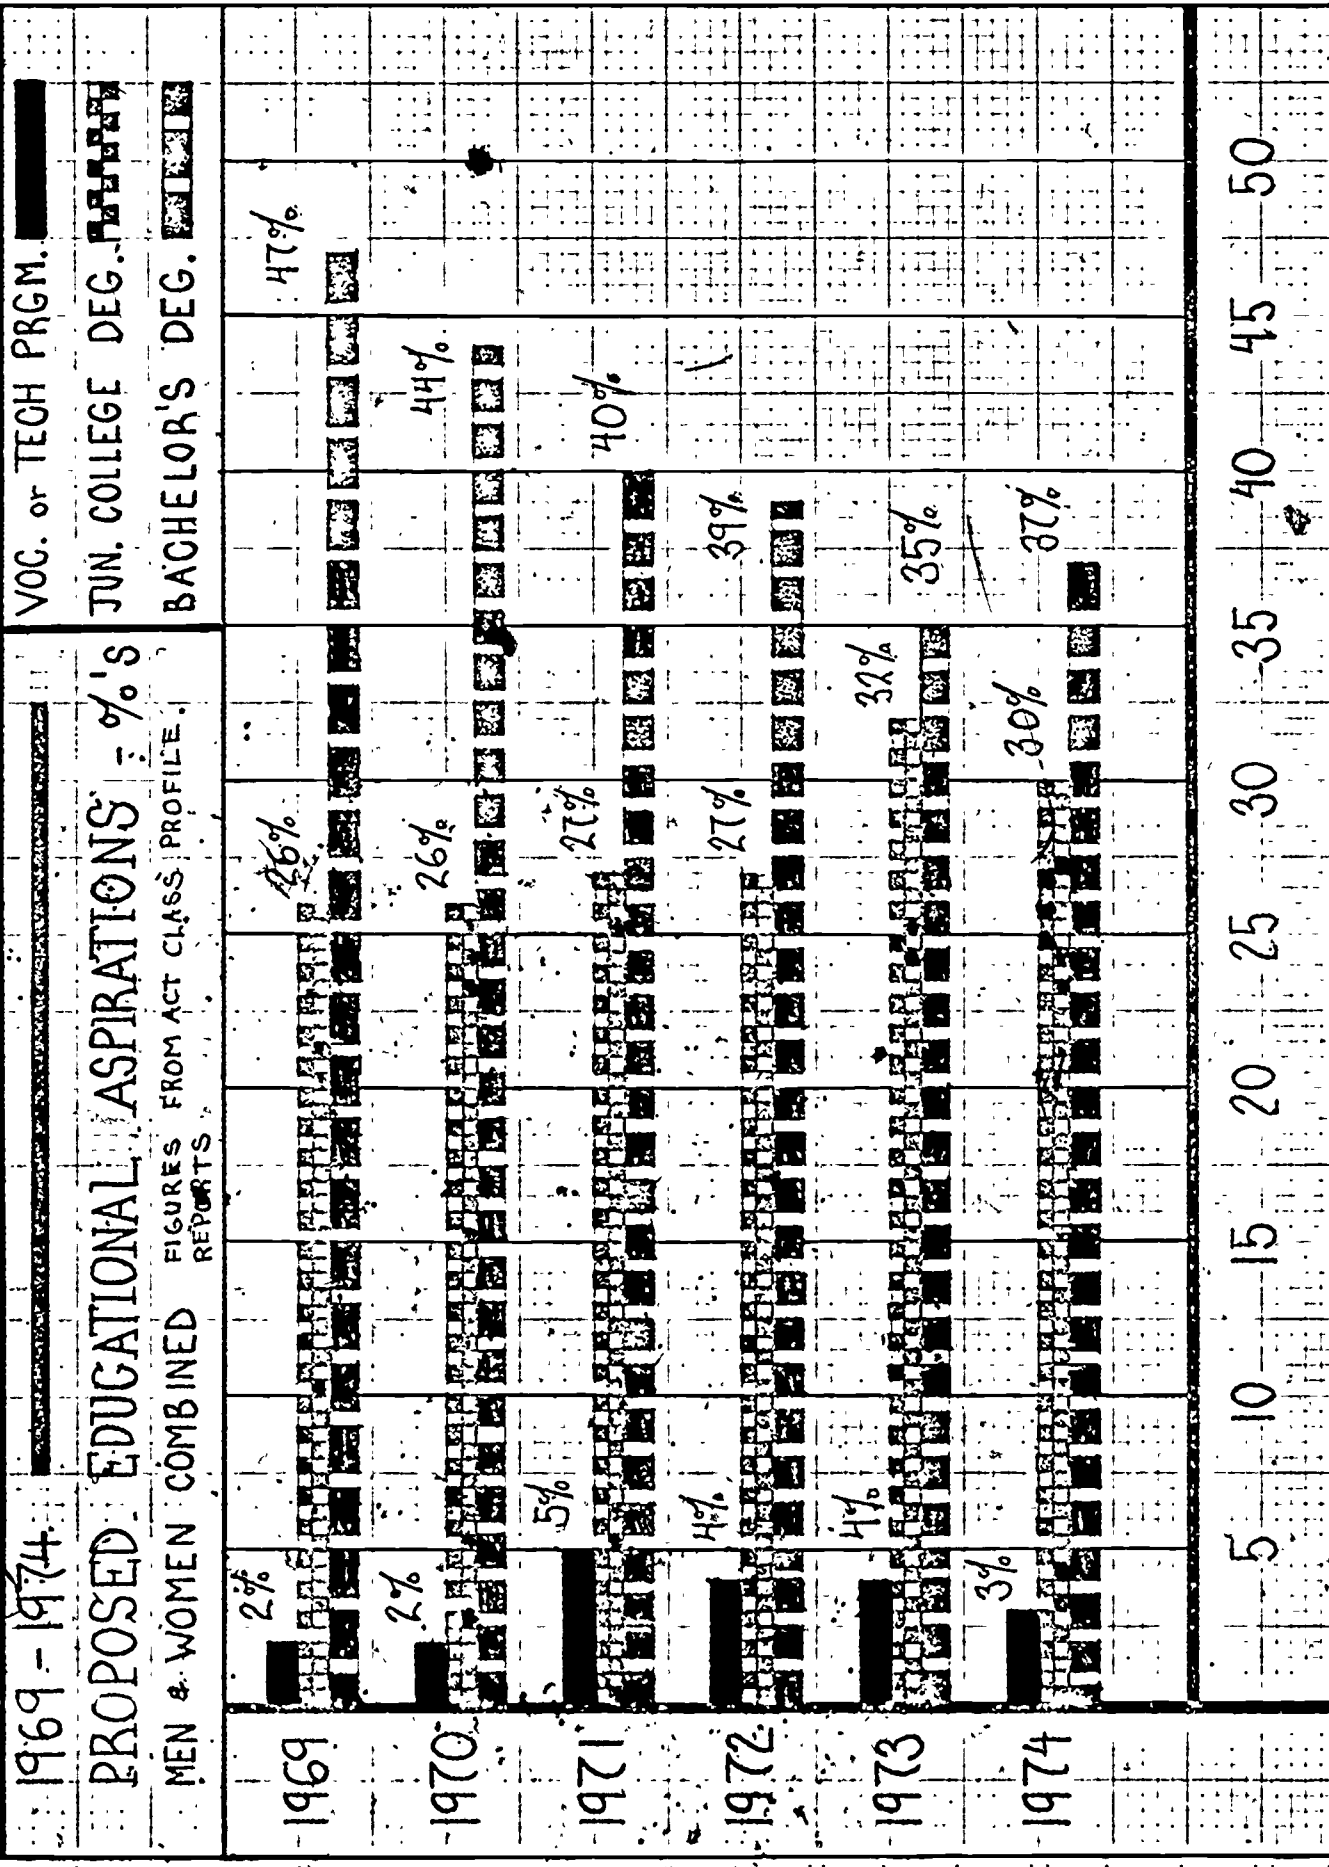 1969-1974
PROPOSED EDUCATIONAL ASPIRATIONS: %'s
MEN & WOMEN COMBINED FIGURES FROM ACT CLASS PROFILE
REPORTS
VOC. or TECH PRGM.
JUN. COLLEGE DEG.
BACHELOR'S DEG.
1969 2% 26% 47%
1970 2% 26% 44%
1971 5% 27% 40%
1972 4% 27% 39%
1973 4% 32% 35%
1974 3% 30% 37%
5 10 15 20 25 30 35 40 45 50